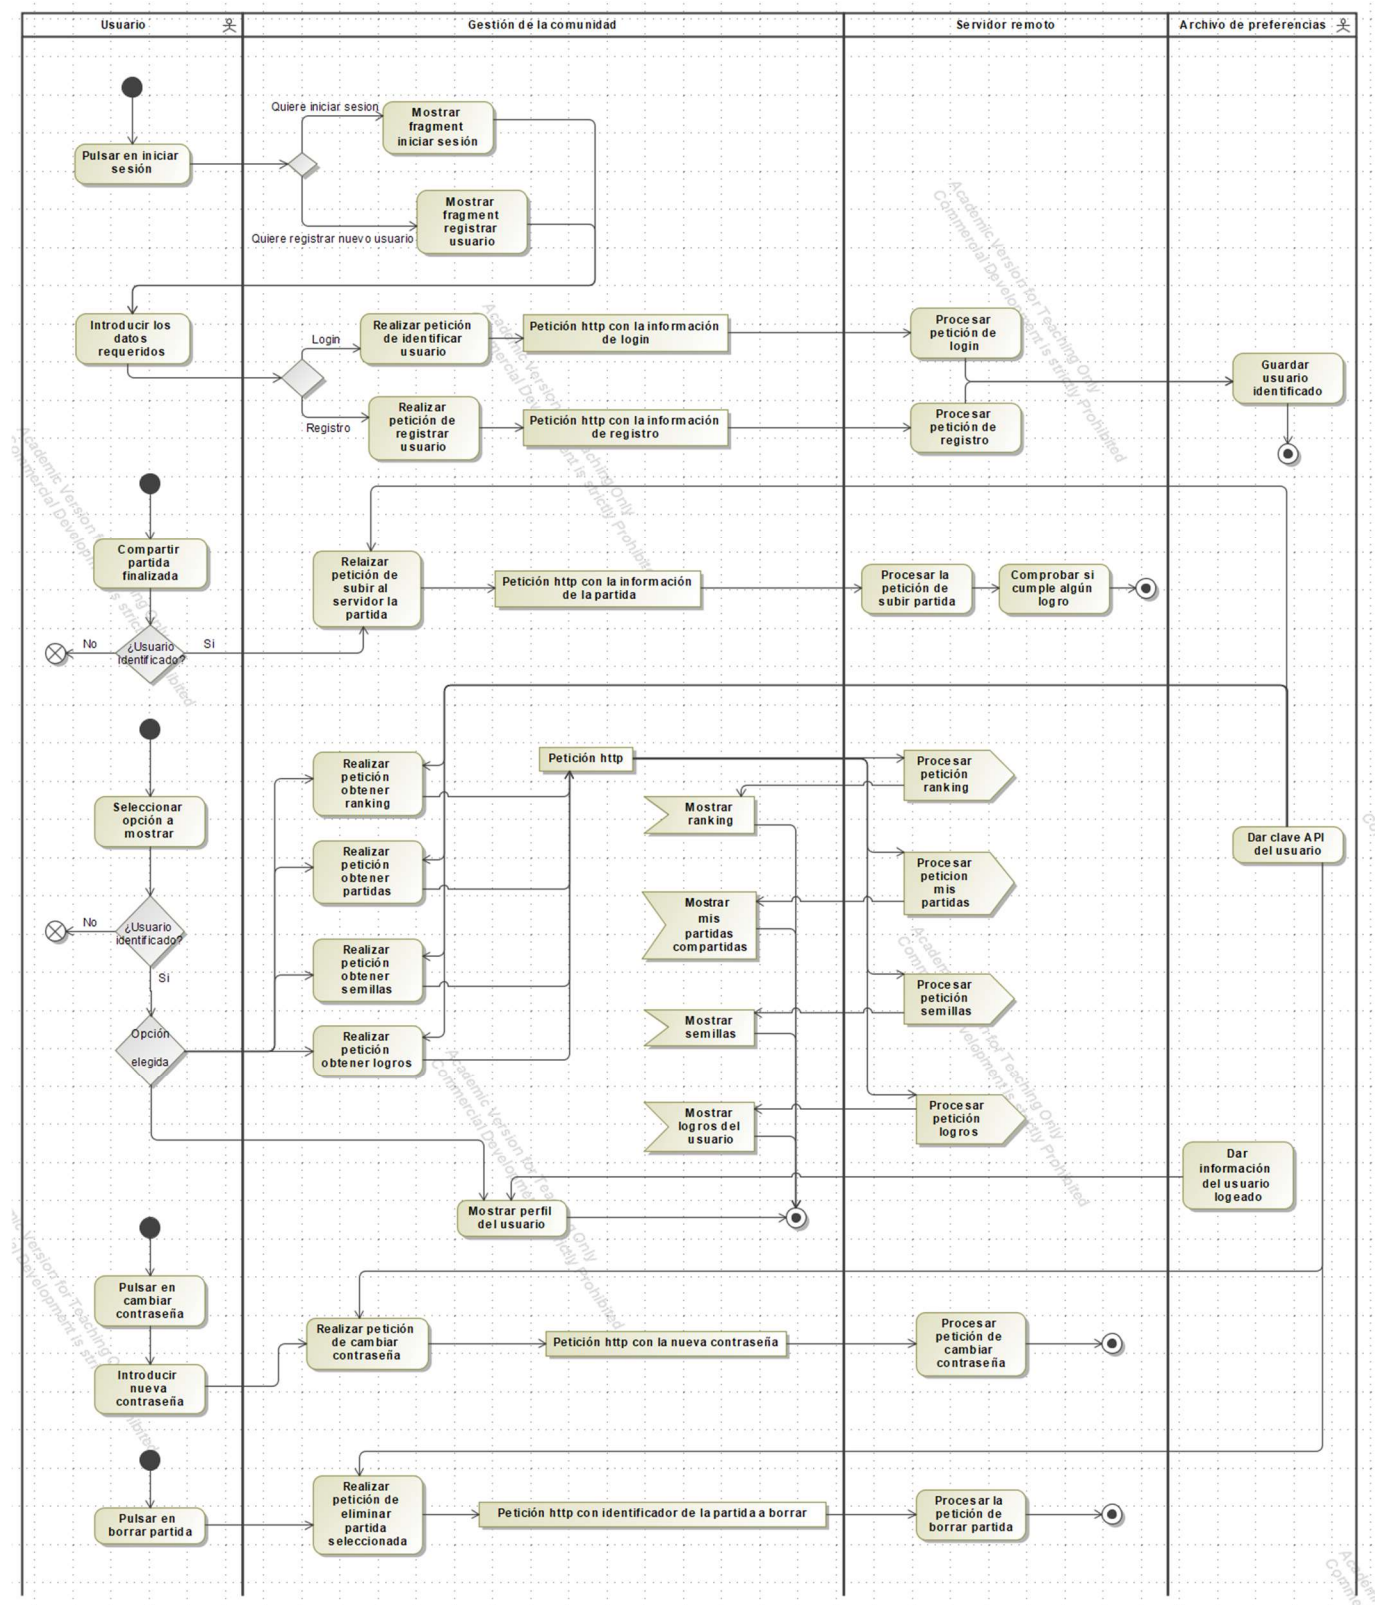 Usuario
Gestión de la comunidad
Servidor remoto
Archivo de preferencias
Quiere iniciar sesion
Mostrar
fragment
iniciar sesión
Pulsar en iniciar
sesión
Mostrar
fragment
registrar
usuario
Quiere registrar nuevo usuario
Academic Version for Teaching Only
Commercial Development is strictly Prohibited
Introducir los
datos
requeridos
Login
Realizar petición
de identificar
usuario
Petición http con la información
de login
Procesar
petición de
login
Guardar
usuario
identificado
Registro
Realizar
petición de
registrar
usuario
Petición http con la información
de registro
Procesar
petición de
registro
Compartir
partida
finalizada
Relaizar
petición de
subir al
servidor la
partida
Petición http con la información
de la partida
Procesar la
petición de
subir partida
Comprobar si
cumple algún
logro
No
¿Usuario
identificado?
Si
Seleccionar
opción a
mostrar
Realizar
petición
obtener
ranking
Petición http
Procesar
petición
ranking
Mostrar
ranking
Dar clave API
del usuario
Realizar
petición
obtener
partidas
Procesar
peticion
mis
partidas
Mostrar
mis
partidas
compartidas
No
¿Usuario
identificado?
Si
Realizar
petición
obtener
semillas
Procesar
petición
semillas
Mostrar
semillas
Opción
elegida
Realizar
petición
obtener logros
Procesar
petición
logros
Mostrar
logros del
usuario
Dar
información
del usuario
logeado
Mostrar perfil
del usuario
Pulsar en
cambiar
contraseña
Realizar petición
de cambiar
contraseña
Petición http con la nueva contraseña
Procesar
petición de
cambiar
contraseña
Introducir
nueva
contraseña
Pulsar en
borrar partida
Realizar
petición de
eliminar
partida
seleccionada
Petición http con identificador de la partida a borrar
Procesar la
petición de
borrar partida